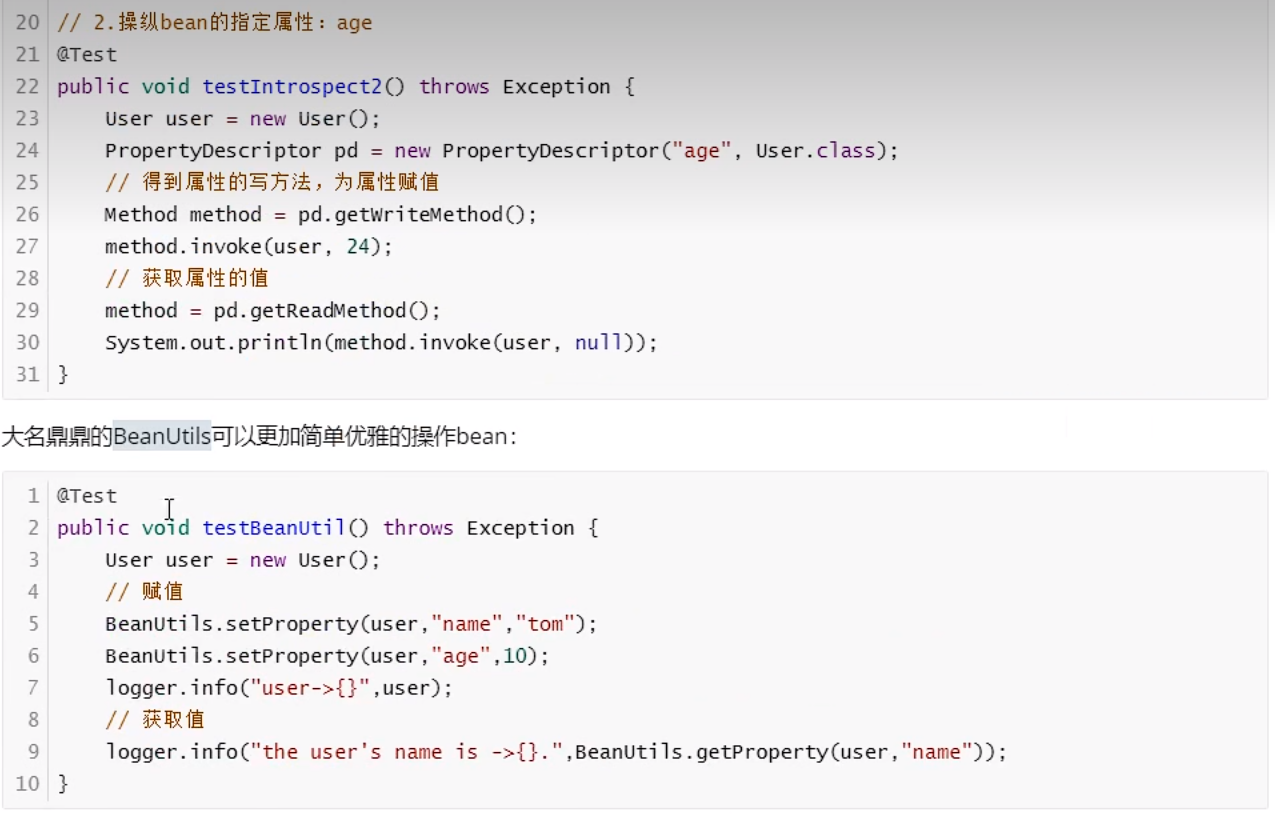 20 // 2.操纵bean的指定属性：age
21 @Test
22 public void testIntrospect2() throws Exception {
23     User user = new User();
24     PropertyDescriptor pd = new PropertyDescriptor("age", User.class);
25     // 得到属性的写方法，为属性赋值
26     Method method = pd.getWriteMethod();
27     method.invoke(user, 24);
28     // 获取属性的值
29     method = pd.getReadMethod();
30     System.out.println(method.invoke(user, null));
31 }
大名鼎鼎的BeanUtils可以更加简单优雅的操作bean：
1 @Test
2 public void testBeanUtil() throws Exception {
3     User user = new User();
4     // 赋值
5     BeanUtils.setProperty(user,"name","tom");
6     BeanUtils.setProperty(user,"age",10);
7     logger.info("user->{}",user);
8     // 获取值
9     logger.info("the user's name is ->{}.",BeanUtils.getProperty(user,"name"));
10 }